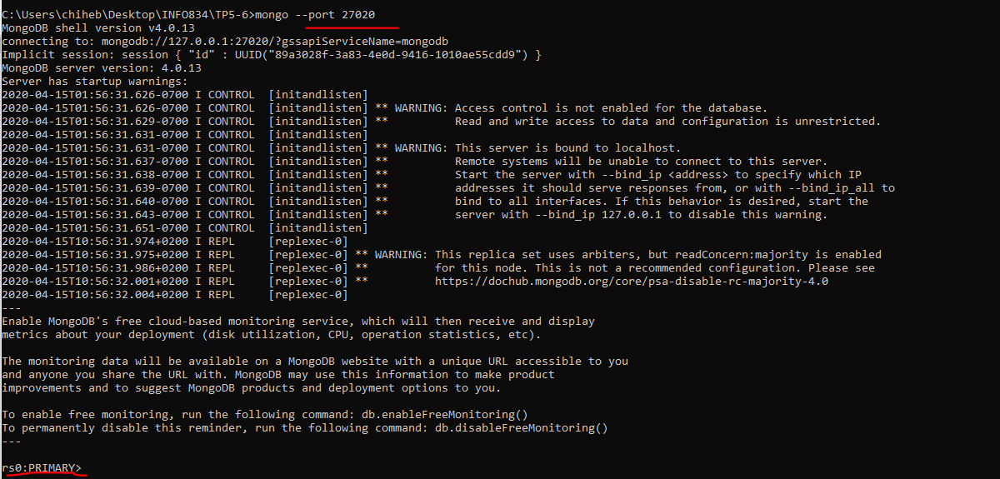 C:\Users\chiheb\Desktop\INFO834\TP5-6>mongo --port 27020
MongoDB shell version v4.0.13
connecting to: mongodb://127.0.0.1:27020/?gssapiServiceName=mongodb
Implicit session: session { "id" : UUID("89a3028f-3a83-4e0d-9416-1010ae55cdd9") }
MongoDB server version: 4.0.13
Server has startup warnings:
2020-04-15T01:56:31.626-0700 I CONTROL  [initandlisten]
2020-04-15T01:56:31.626-0700 I CONTROL  [initandlisten] ** WARNING: Access control is not enabled for the database.
2020-04-15T01:56:31.629-0700 I CONTROL  [initandlisten] **          Read and write access to data and configuration is unrestricted.
2020-04-15T01:56:31.631-0700 I CONTROL  [initandlisten]
2020-04-15T01:56:31.631-0700 I CONTROL  [initandlisten] ** WARNING: This server is bound to localhost.
2020-04-15T01:56:31.637-0700 I CONTROL  [initandlisten] **          Remote systems will be unable to connect to this server.
2020-04-15T01:56:31.638-0700 I CONTROL  [initandlisten] **          Start the server with --bind_ip <address> to specify which IP
2020-04-15T01:56:31.639-0700 I CONTROL  [initandlisten] **          addresses it should serve responses from, or with --bind_ip_all to
2020-04-15T01:56:31.640-0700 I CONTROL  [initandlisten] **          bind to all interfaces. If this behavior is desired, start the
2020-04-15T01:56:31.643-0700 I CONTROL  [initandlisten] **          server with --bind_ip 127.0.0.1 to disable this warning.
2020-04-15T01:56:31.651-0700 I CONTROL  [initandlisten]
2020-04-15T10:56:31.974+0200 I REPL     [replexec-0]
2020-04-15T10:56:31.975+0200 I REPL     [replexec-0] ** WARNING: This replica set uses arbiters, but readConcern:majority is enabled
2020-04-15T10:56:31.986+0200 I REPL     [replexec-0] **          for this node. This is not a recommended configuration. Please see
2020-04-15T10:56:32.001+0200 I REPL     [replexec-0] **          https://dochub.mongodb.org/core/psa-disable-rc-majority-4.0
2020-04-15T10:56:32.004+0200 I REPL     [replexec-0]
---
Enable MongoDB's free cloud-based monitoring service, which will then receive and display
metrics about your deployment (disk utilization, CPU, operation statistics, etc).
The monitoring data will be available on a MongoDB website with a unique URL accessible to you
and anyone you share the URL with. MongoDB may use this information to make product
improvements and to suggest MongoDB products and deployment options to you.
To enable free monitoring, run the following command: db.enableFreeMonitoring()
To permanently disable this reminder, run the following command: db.disableFreeMonitoring()
---
rs0:PRIMARY>